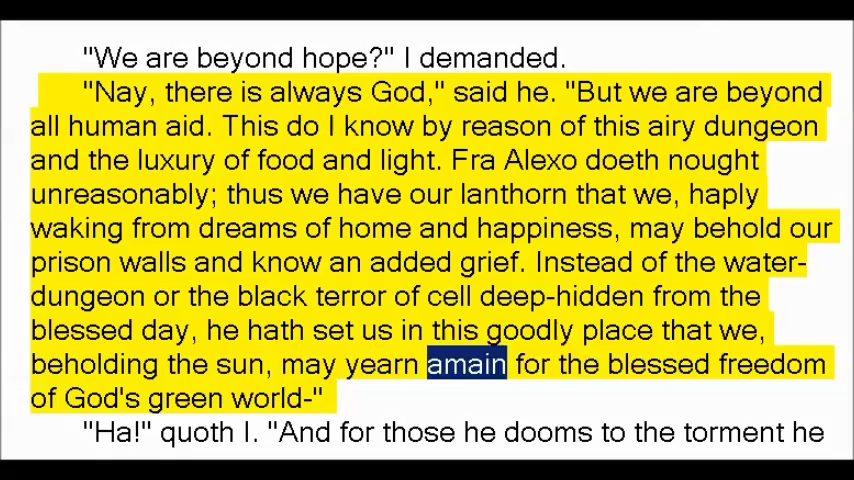 "We are beyond hope?" I demanded.
"Nay, there is always God," said he. "But we are beyond
all human aid. This do I know by reason of this airy dungeon
and the luxury of food and light. Fra Alexo doeth nought
unreasonably; thus we have our lanthorn that we, haply
waking from dreams of home and happiness, may behold our
prison walls and know an added grief. Instead of the water-
dungeon or the black terror of cell deep-hidden from the
blessed day, he hath set us in this goodly place that we,
beholding the sun, may yearn amain for the blessed freedom
of God's green world-"
"Ha!" quoth I. "And for those he dooms to the torment he